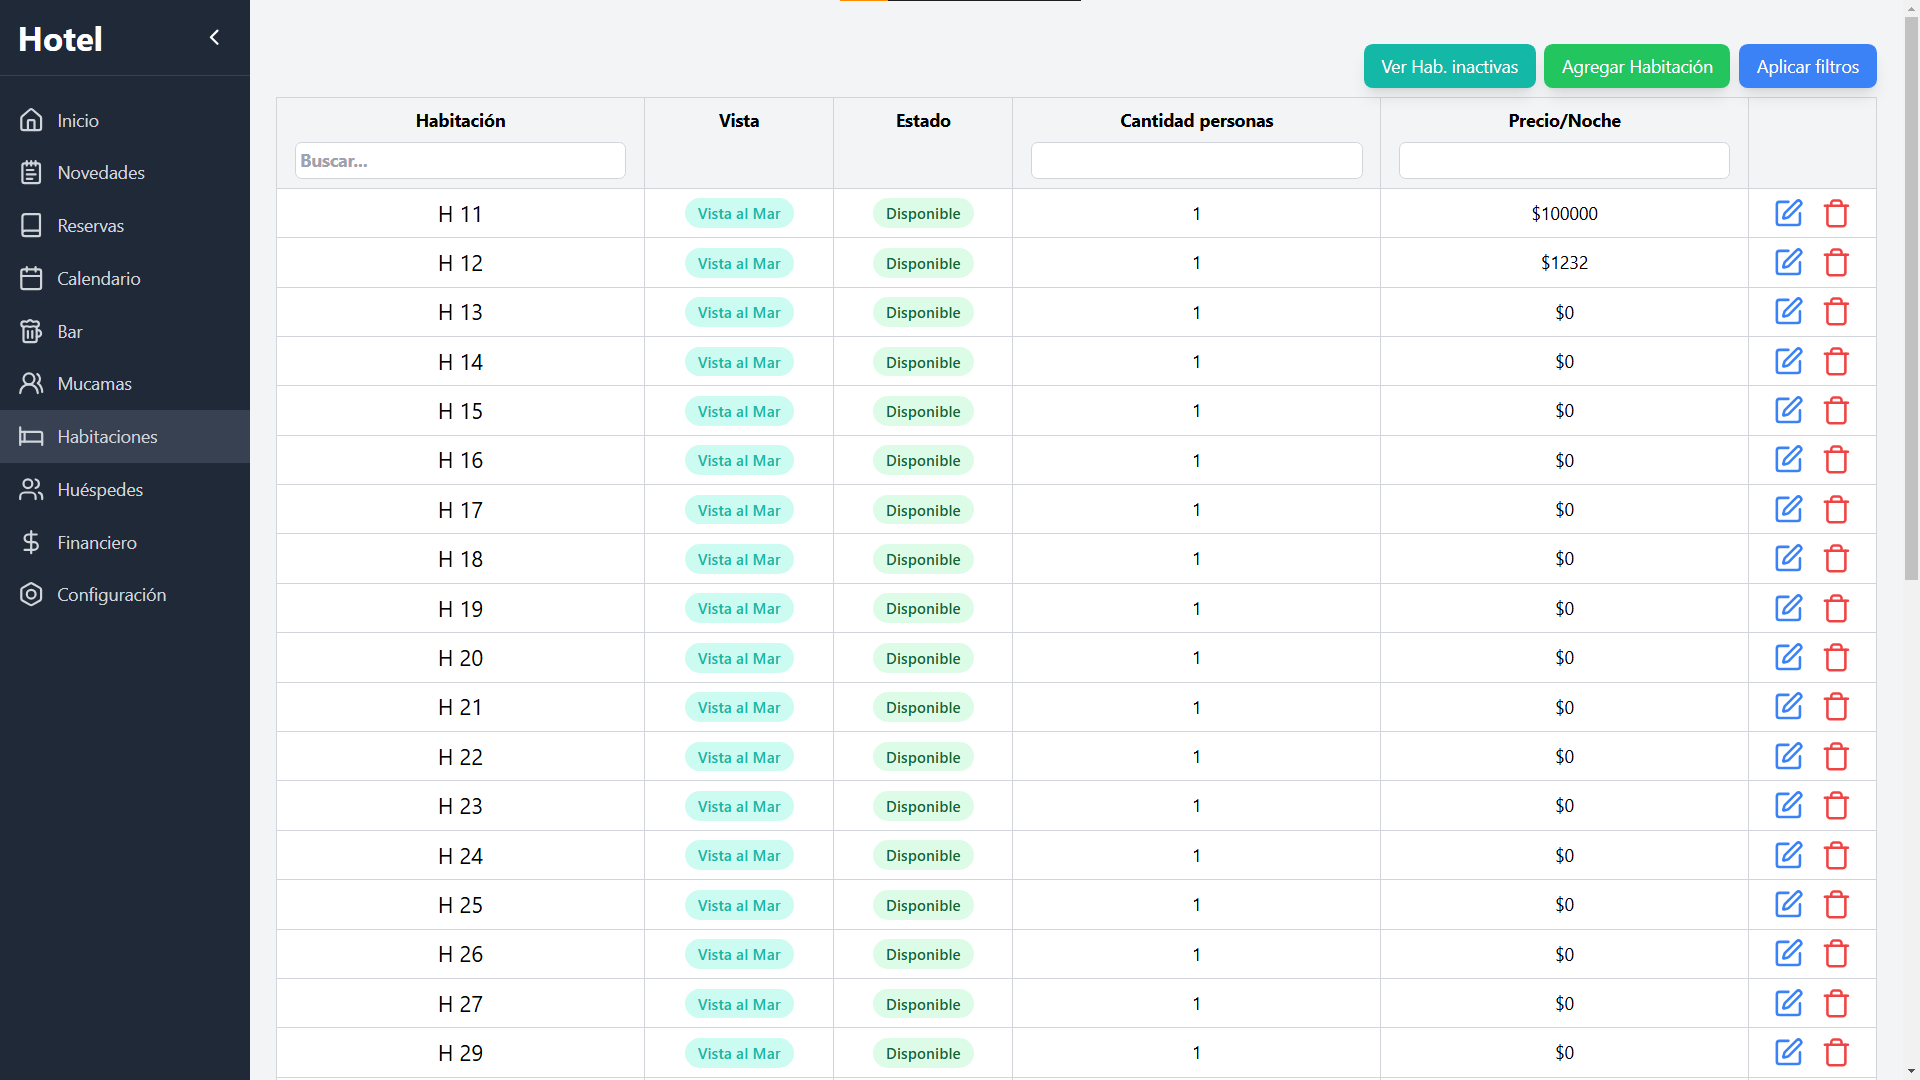 Hotel
Inicio
Novedades
Reservas
Calendario
Bar
Mucamas
Habitaciones
Huéspedes
Financiero
Configuración
Ver Hab. inactivas Agregar Habitación Aplicar filtros
Habitación Vista Estado Cantidad personas Precio/Noche
Buscar...
H 11 Vista al Mar Disponible 1 $100000
H 12 Vista al Mar Disponible 1 $1232
H 13 Vista al Mar Disponible 1 $0
H 14 Vista al Mar Disponible 1 $0
H 15 Vista al Mar Disponible 1 $0
H 16 Vista al Mar Disponible 1 $0
H 17 Vista al Mar Disponible 1 $0
H 18 Vista al Mar Disponible 1 $0
H 19 Vista al Mar Disponible 1 $0
H 20 Vista al Mar Disponible 1 $0
H 21 Vista al Mar Disponible 1 $0
H 22 Vista al Mar Disponible 1 $0
H 23 Vista al Mar Disponible 1 $0
H 24 Vista al Mar Disponible 1 $0
H 25 Vista al Mar Disponible 1 $0
H 26 Vista al Mar Disponible 1 $0
H 27 Vista al Mar Disponible 1 $0
H 29 Vista al Mar Disponible 1 $0